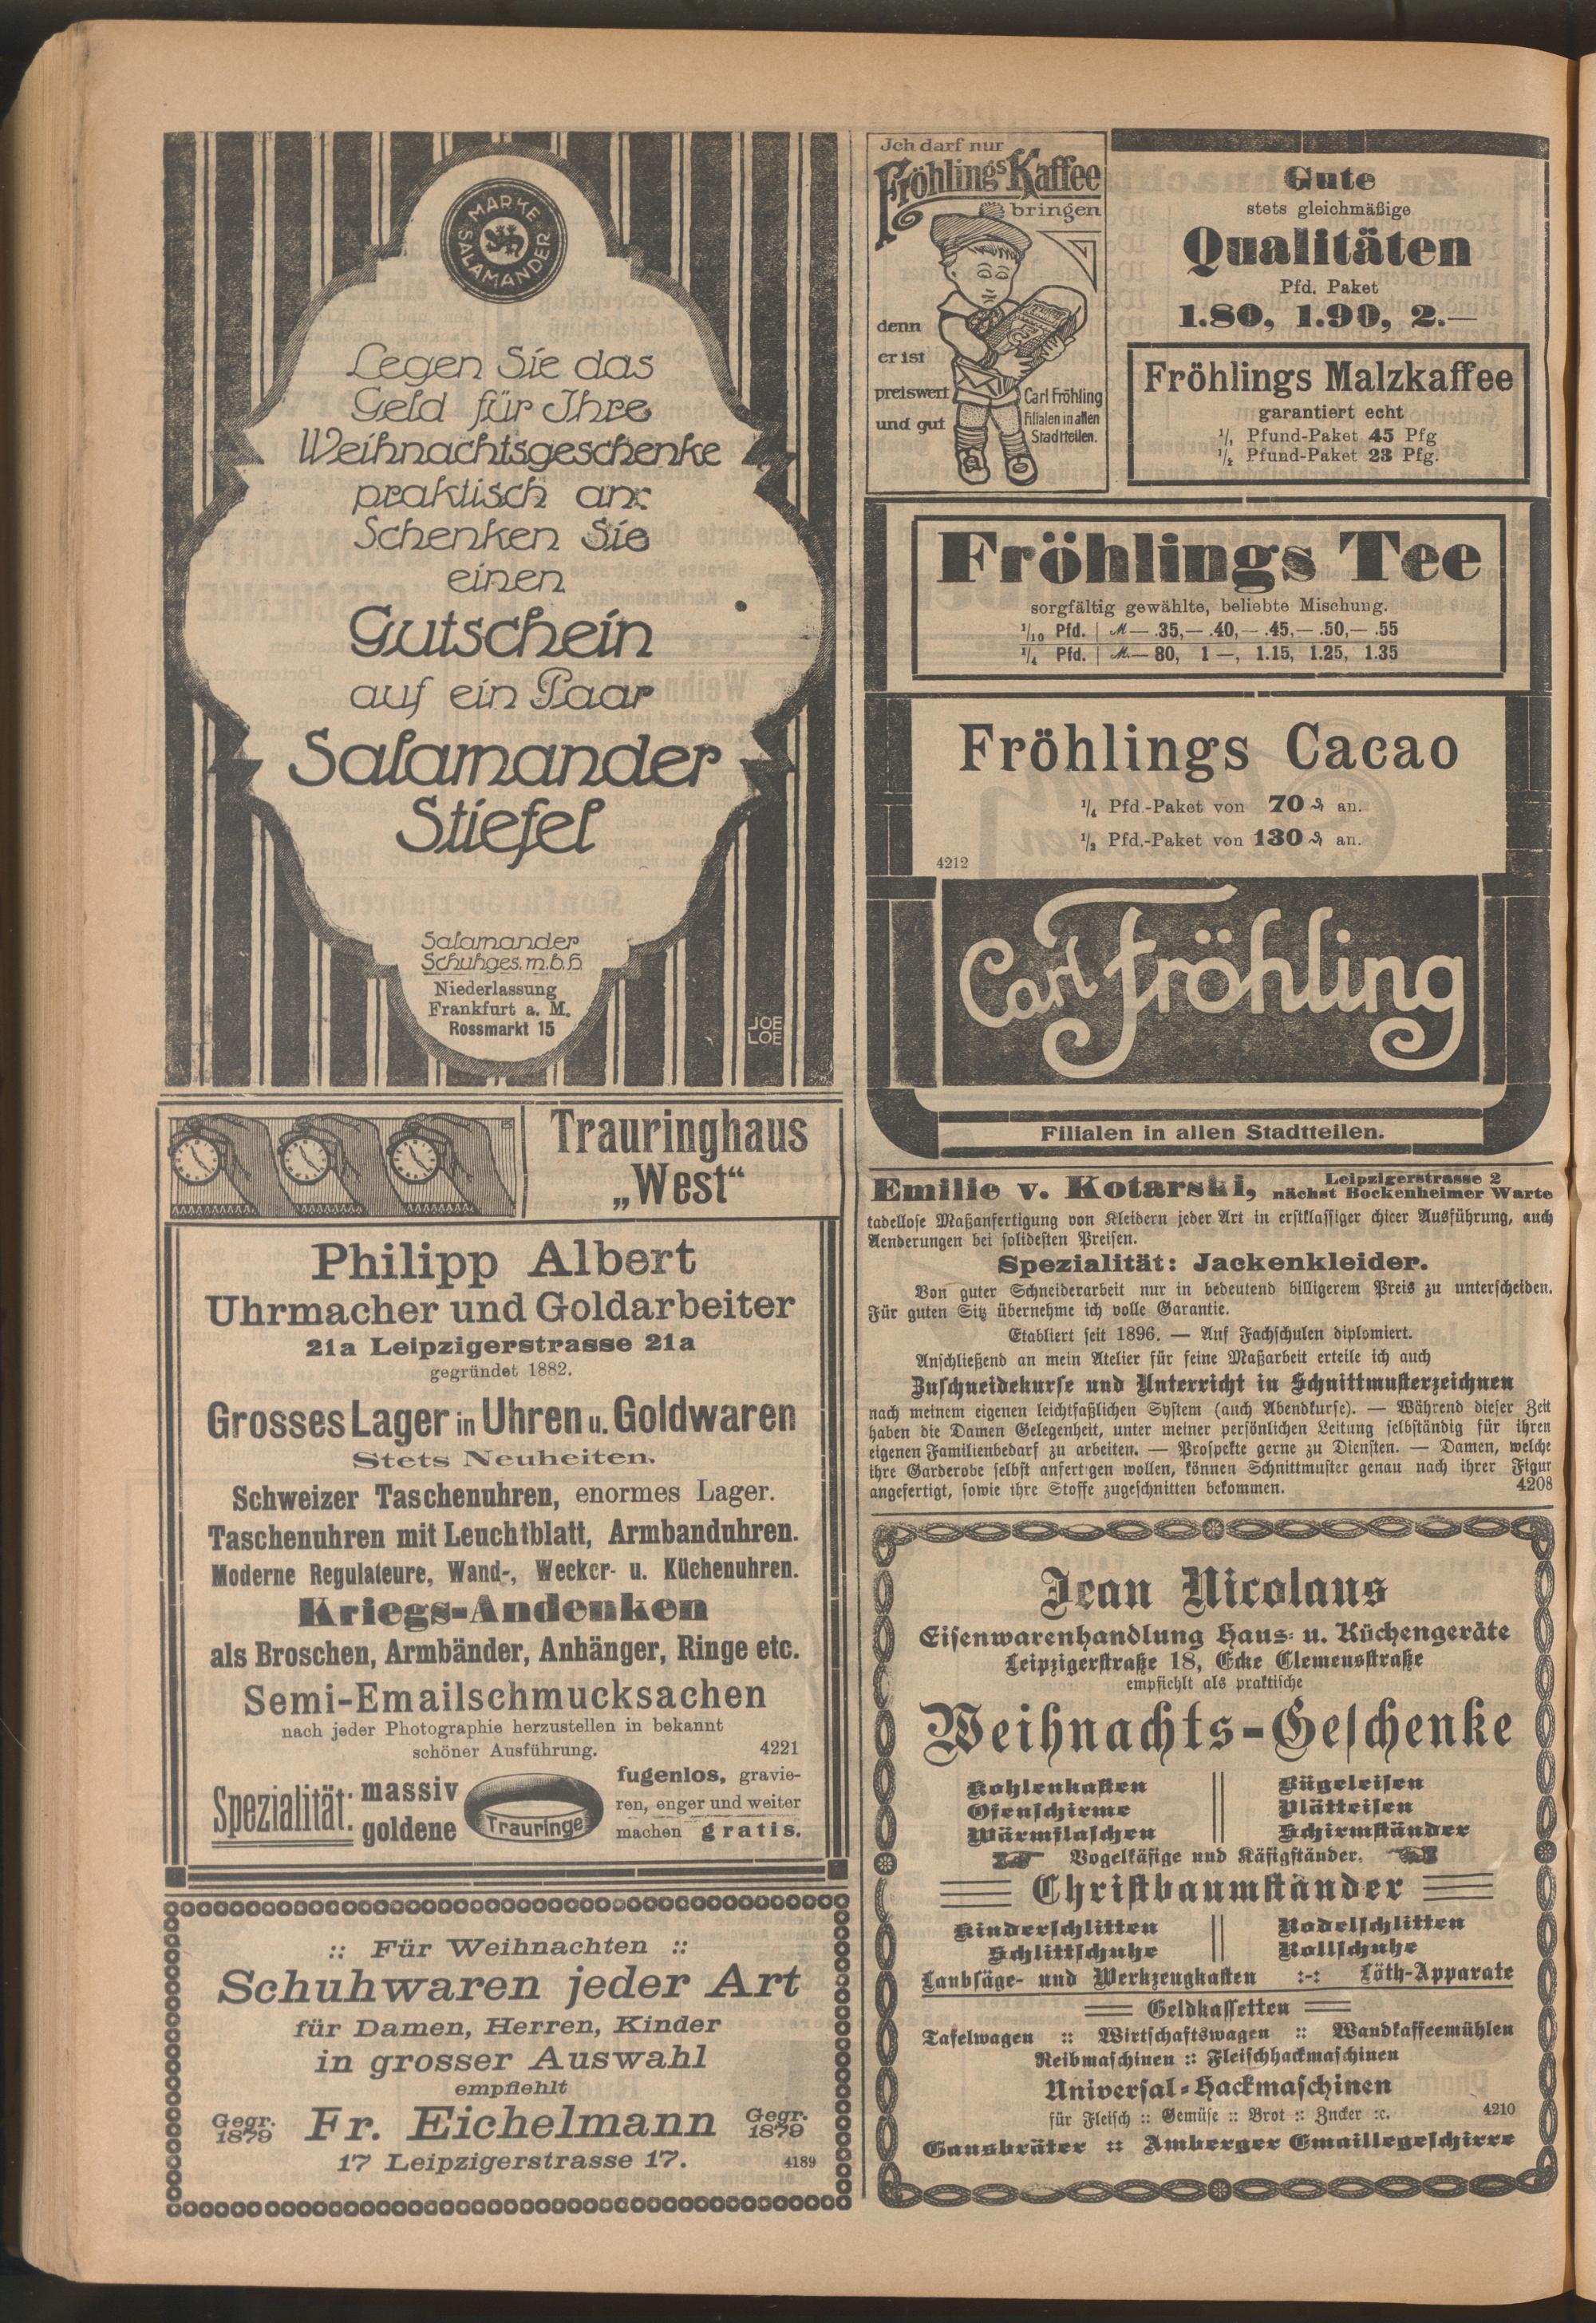 MARKE
SALAMANDER
Legen Sie das
Geld für Ihre
Weihnachtsgeschenke
praktisch an:
Schenken Sie
einen
Gutschein
auf ein Paar
Salamander
Stiefel
Salamander
Schuhges. m. b. H.
Niederlassung
Frankfurt a. M.
Rossmarkt 15
JOE
LOE
Trauringhaus
„West“
Philipp Albert
Uhrmacher und Goldarbeiter
21a Leipzigerstrasse 21a
gegründet 1882.
Grosses Lager in Uhren u. Goldwaren
Stets Neuheiten.
Schweizer Taschenuhren, enormes Lager.
Taschenuhren mit Leuchtblatt, Armbanduhren.
Moderne Regulateure, Wand-, Wecker- u. Küchenuhren.
Kriegs-Andenken
als Broschen, Armbänder, Anhänger, Ringe etc.
Semi-Emailschmucksachen
nach jeder Photographie herzustellen in bekannt
schöner Ausführung. 4221
Spezialität: massiv
goldene
Trauringe
fugenlos, gravie-
ren, enger und weiter
machen gratis.
:: Für Weihnachten ::
Schuhwaren jeder Art
für Damen, Herren, Kinder
in grosser Auswahl
empfiehlt
Gegr. 1879 Fr. Eichelmann Gegr. 1879
17 Leipzigerstrasse 17. 4189
Ich darf nur
Fröhlings Kaffee
bringen
denn
er ist
preiswert
und gut
Carl Fröhling
Filialen in allen
Stadtteilen.
Gute
stets gleichmäßige
Qualitäten
Pfd. Paket
1.80, 1.90, 2.—
Fröhlings Malzkaffee
garantiert echt
1/1 Pfund-Paket 45 Pfg
1/2 Pfund-Paket 23 Pfg.
Fröhlings Tee
sorgfältig gewählte, beliebte Mischung.
1/10 Pfd. | ℳ — .35, — .40, — .45, — .50, — .55
1/4 Pfd. | ℳ. — 80, 1 —, 1.15, 1.25, 1.35
Fröhlings Cacao
1/4 Pfd.-Paket von 70 ₰ an.
1/2 Pfd.-Paket von 130 ₰ an.
4212
Carl Fröhling
Filialen in allen Stadtteilen.
Emilie v. Kotarski, Leipzigerstrasse 2
nächst Bockenheimer Warte
tadellose Maßanfertigung von Kleidern jeder Art in erstklassiger chicer Ausführung, auch
Aenderungen bei solidesten Preisen.
Spezialität: Jackenkleider.
Von guter Schneiderarbeit nur in bedeutend billigerem Preis zu unterscheiden.
Für guten Sitz übernehme ich volle Garantie.
Etabliert seit 1896. — Auf Fachschulen diplomiert.
Anschließend an mein Atelier für feine Maßarbeit erteile ich auch
Zuschneidekurse und Unterricht in Schnittmusterzeichnen
nach meinem eigenen leichtfaßlichen System (auch Abendkurse). — Während dieser Zeit
haben die Damen Gelegenheit, unter meiner persönlichen Leitung selbständig für ihren
eigenen Familienbedarf zu arbeiten. — Prospekte gerne zu Diensten. — Damen, welche
ihre Garderobe selbst anfertigen wollen, können Schnittmuster genau nach ihrer Figur
angefertigt, sowie ihre Stoffe zugeschnitten bekommen. 4208
Jean Nicolaus
Eisenwarenhandlung Haus- u. Küchengeräte
Leipzigerstraße 18, Ecke Clemensstraße
empfiehlt als praktische
Weihnachts-Geschenke
Kohlenkasten || Bügeleisen
Ofenschirme || Plätteisen
Wärmflaschen || Schirmständer
Vogelkäfige und Käfigständer.
Christbaumständer
Kinderschlitten || Rodelschlitten
Schlittschuhe || Rollschuhe
Laubsäge- und Werkzeugkasten :-: Löth-Apparate
Geldkassetten
Tafelwagen :: Wirtschaftswagen :: Wandkaffeemühlen
Reibmaschinen :: Fleischhackmaschinen
Universal-Hackmaschinen
für Fleisch :: Gemüse :: Brot :: Zucker :c. 4210
Gansbräter :: Amberger Emaillegeschirre